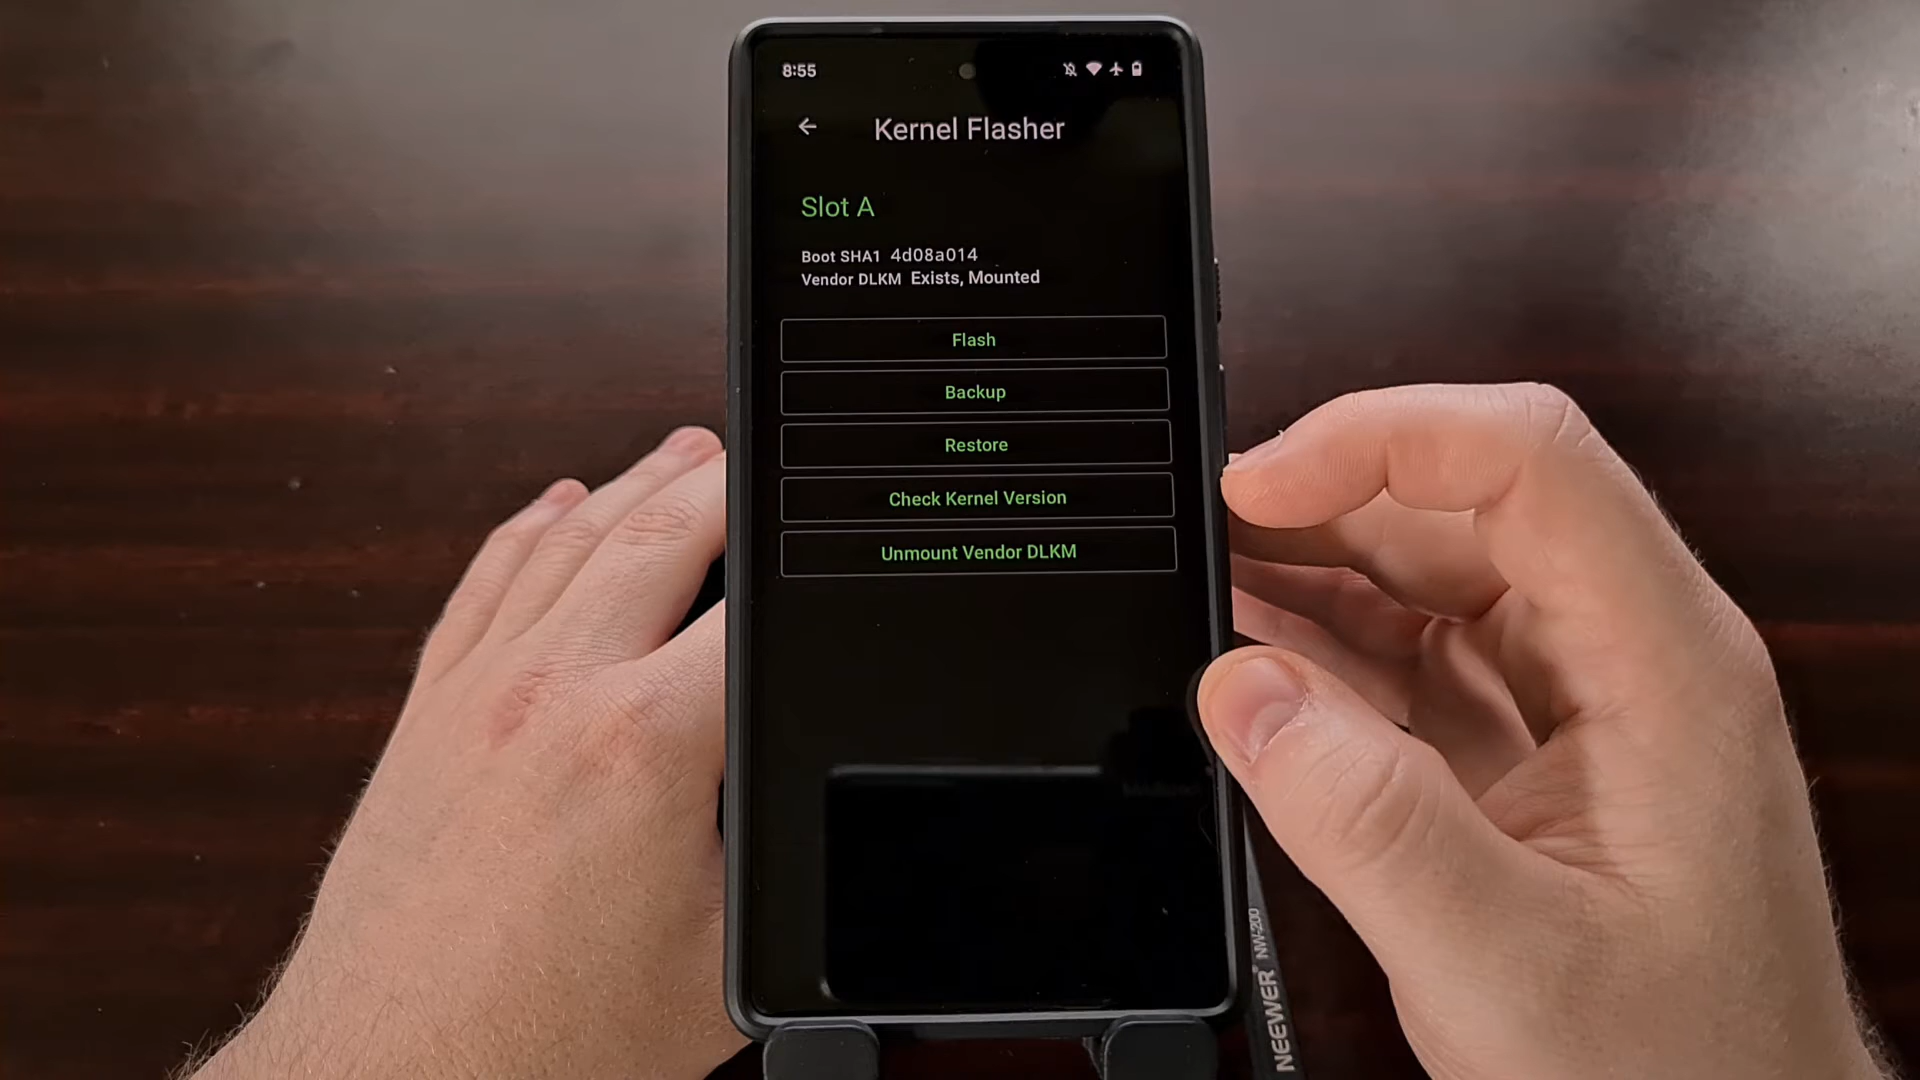 8:55
Kernel Flasher
Slot A
Boot SHA1 4d08a014
Vendor DLKM Exists, Mounted
Flash
Backup
Restore
Check Kernel Version
Unmount Vendor DLKM
NEEWER® NW-200